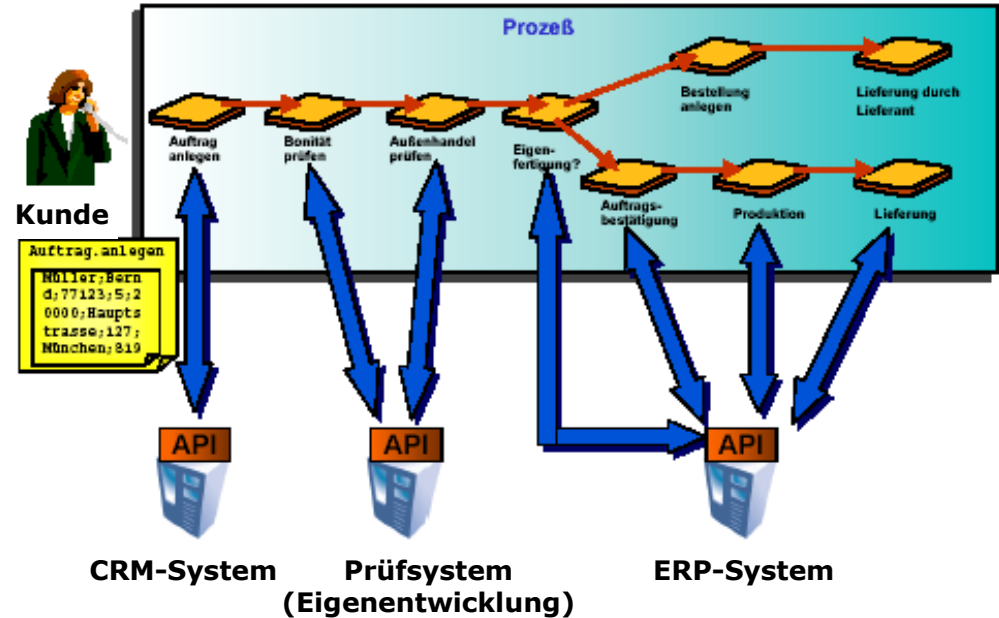 Prozeß
Auftrag
anlegen
Bonität
prüfen
Außenhandel
prüfen
Eigen-
fertigung?
Bestellung
anlegen
Lieferung durch
Lieferant
Auftrags-
bestätigung
Produktion
Lieferung
Kunde
Auftrag.anlegen
Müller;Bern
d;77123;5;2
0000;Haupts
trasse;127;
München;819
API
API
API
CRM-System
Prüfsystem
(Eigenentwicklung)
ERP-System